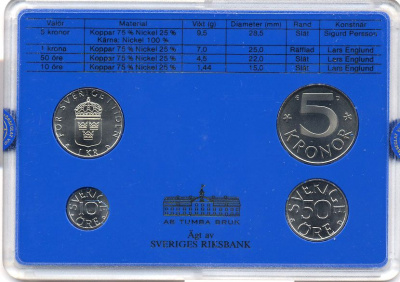 Valör Material Vikt (g) Diameter (mm) Rand Konstnär
5 kronor Koppar 75 % Nickel 25 % 9,5 28,5 Slät Sigurd Persson
Kärna: Nickel 100 %
1 krona Koppar 75 % Nickel 25 % 7,0 25,0 Räfflad Lars Englund
50 öre Koppar 75 % Nickel 25 % 4,5 22,0 Slät Lars Englund
10 öre Koppar 75 % Nickel 25 % 1,44 15,0 Slät Lars Englund
FÖR SVERIGE I TIDEN
1 KR
5
KRONOR
SVERIGE
10
ÖRE
SVERIGE
50
ÖRE
AB TUMBA BRUK
Ägt av
SVERIGES RIKSBANK